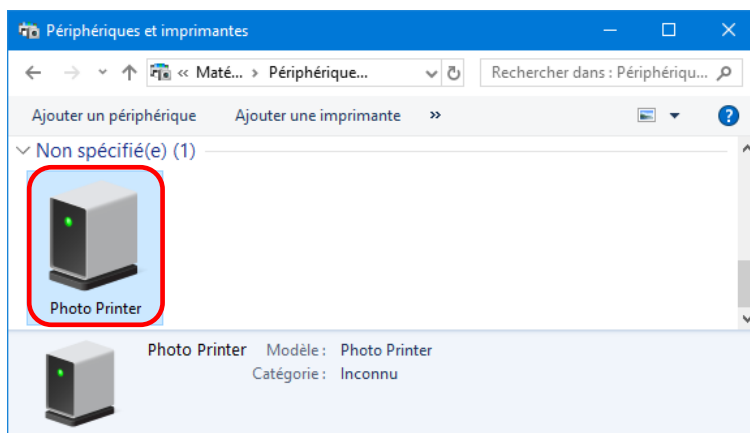 Périphériques et imprimantes
« Maté... > Périphérique... Rechercher dans : Périphériqu...
Ajouter un périphérique Ajouter une imprimante » ?
Non spécifié(e) (1)
Photo Printer
Photo Printer Modèle : Photo Printer
Catégorie : Inconnu